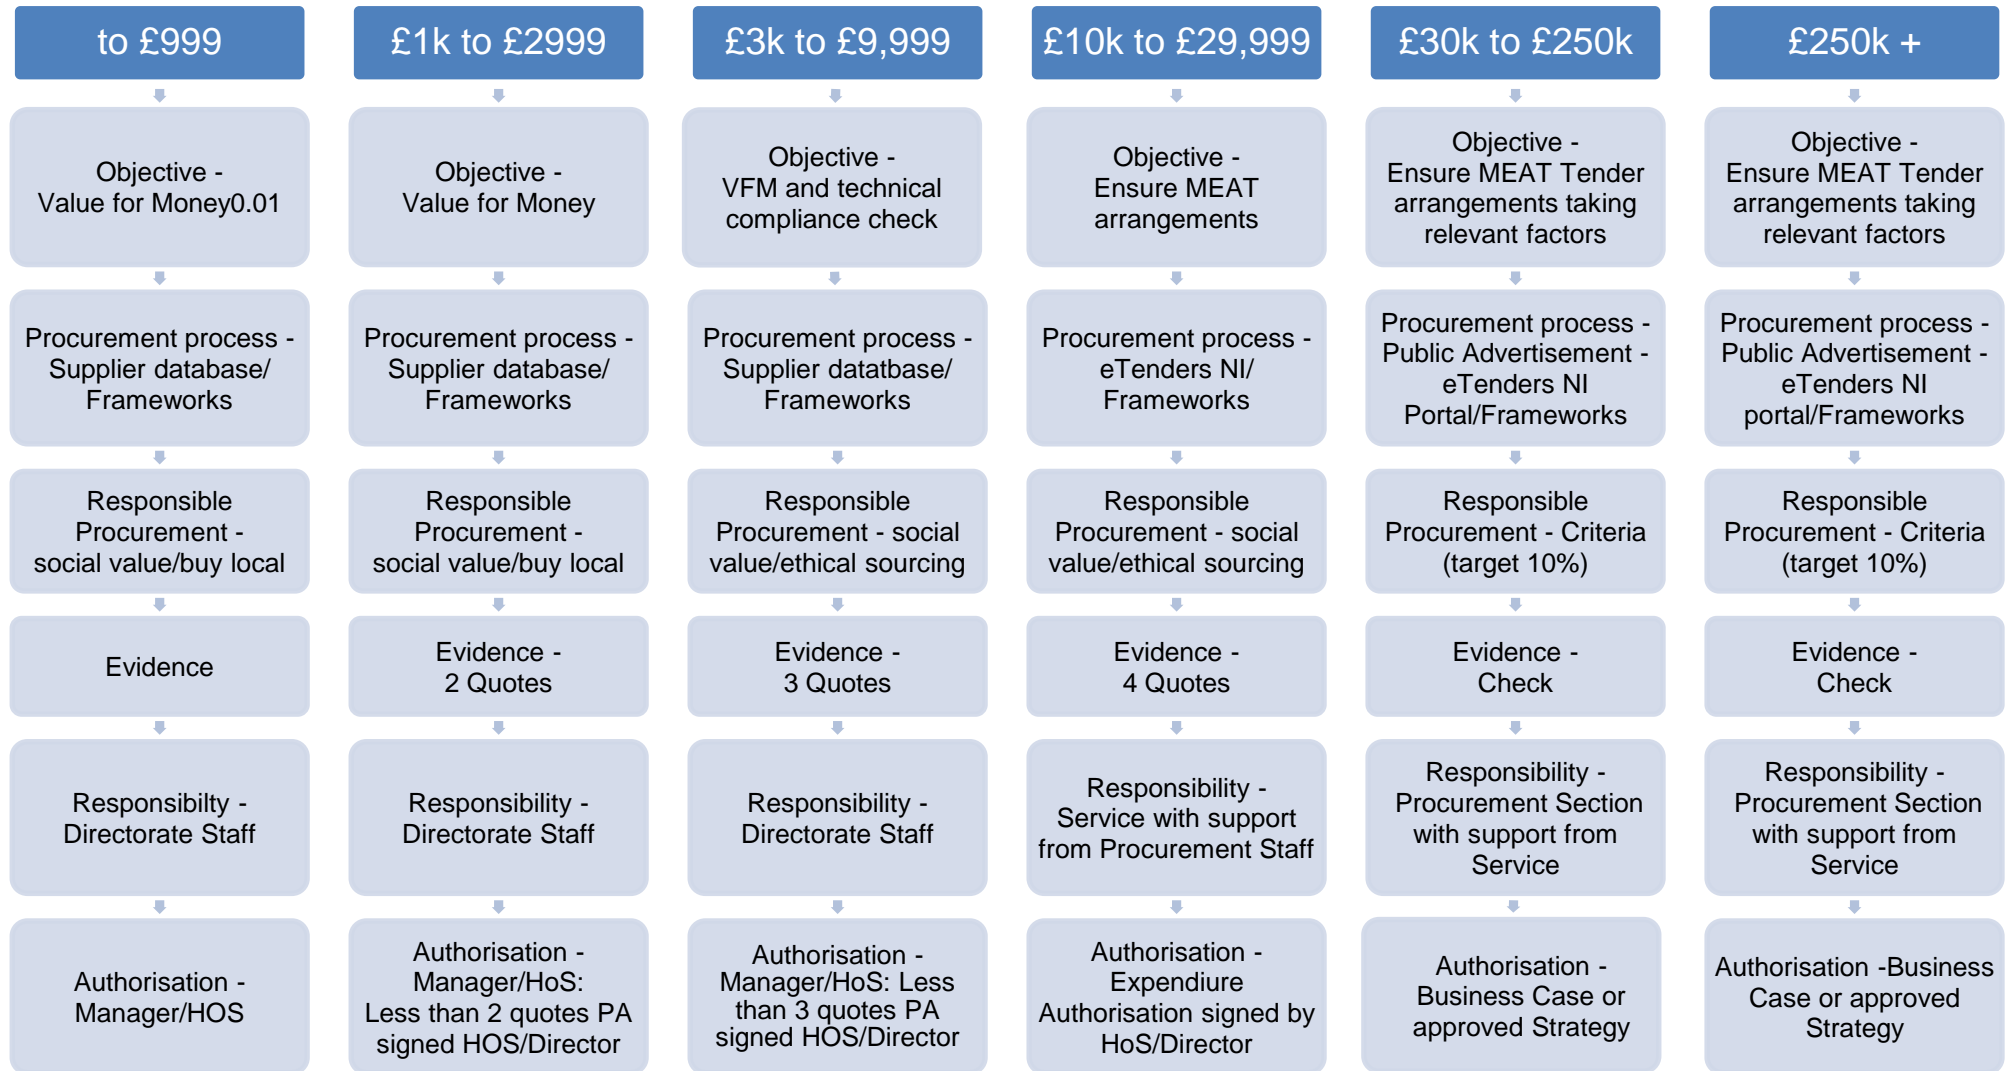 to £999
Objective -
Value for Money0.01
Procurement process -
Supplier database/
Frameworks
Responsible
Procurement -
social value/buy local
Evidence
Responsibilty -
Directorate Staff
Authorisation -
Manager/HOS
£1k to £2999
Objective -
Value for Money
Procurement process -
Supplier database/
Frameworks
Responsible
Procurement -
social value/buy local
Evidence -
2 Quotes
Responsibility -
Directorate Staff
Authorisation -
Manager/HoS:
Less than 2 quotes PA
signed HOS/Director
£3k to £9,999
Objective -
VFM and technical
compliance check
Procurement process -
Supplier datatbase/
Frameworks
Responsible
Procurement - social
value/ethical sourcing
Evidence -
3 Quotes
Responsibility -
Directorate Staff
Authorisation -
Manager/HoS: Less
than 3 quotes PA
signed HOS/Director
£10k to £29,999
Objective -
Ensure MEAT
arrangements
Procurement process -
eTenders NI/
Frameworks
Responsible
Procurement - social
value/ethical sourcing
Evidence -
4 Quotes
Responsibility -
Service with support
from Procurement Staff
Authorisation -
Expendiure
Authorisation signed by
HoS/Director
£30k to £250k
Objective -
Ensure MEAT Tender
arrangements taking
relevant factors
Procurement process -
Public Advertisement -
eTenders NI
Portal/Frameworks
Responsible
Procurement - Criteria
(target 10%)
Evidence -
Check
Responsibility -
Procurement Section
with support from
Service
Authorisation -
Business Case or
approved Strategy
£250k +
Objective -
Ensure MEAT Tender
arrangements taking
relevant factors
Procurement process -
Public Advertisement -
eTenders NI
portal/Frameworks
Responsible
Procurement - Criteria
(target 10%)
Evidence -
Check
Responsibility -
Procurement Section
with support from
Service
Authorisation -Business
Case or approved
Strategy